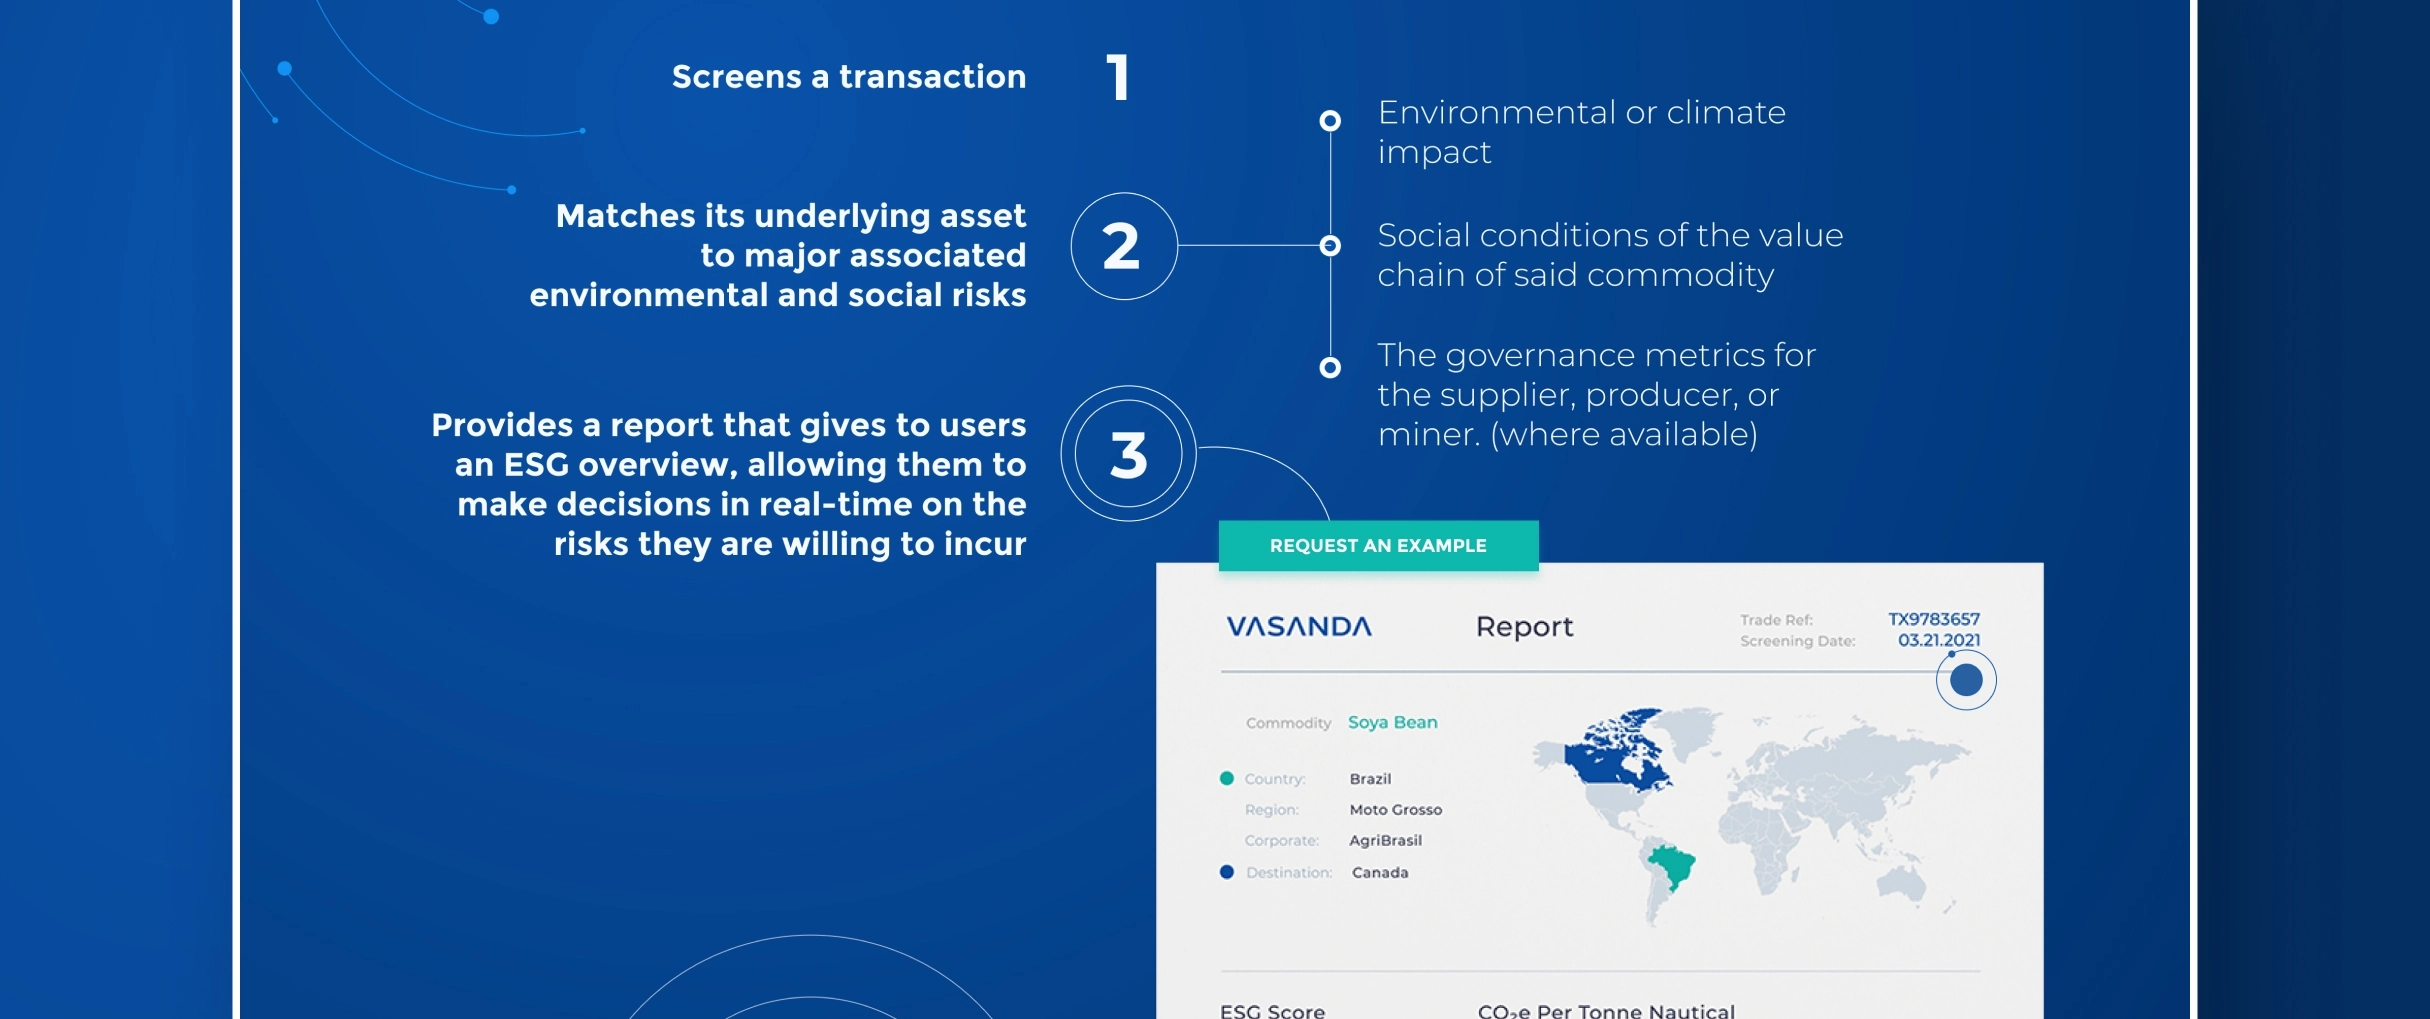 Screens a transaction
1
Matches its underlying asset
to major associated
environmental and social risks
2
Environmental or climate
impact
Social conditions of the value
chain of said commodity
The governance metrics for
the supplier, producer, or
miner. (where available)
Provides a report that gives to users
an ESG overview, allowing them to
make decisions in real-time on the
risks they are willing to incur
3
REQUEST AN EXAMPLE
VASANDA
Report
Trade Ref: TX9783657
Screening Date: 03.21.2021
Commodity Soya Bean
Country: Brazil
Region: Moto Grosso
Corporate: AgriBrasil
Destination: Canada
ESG Score
CO₂e Per Tonne Nautical